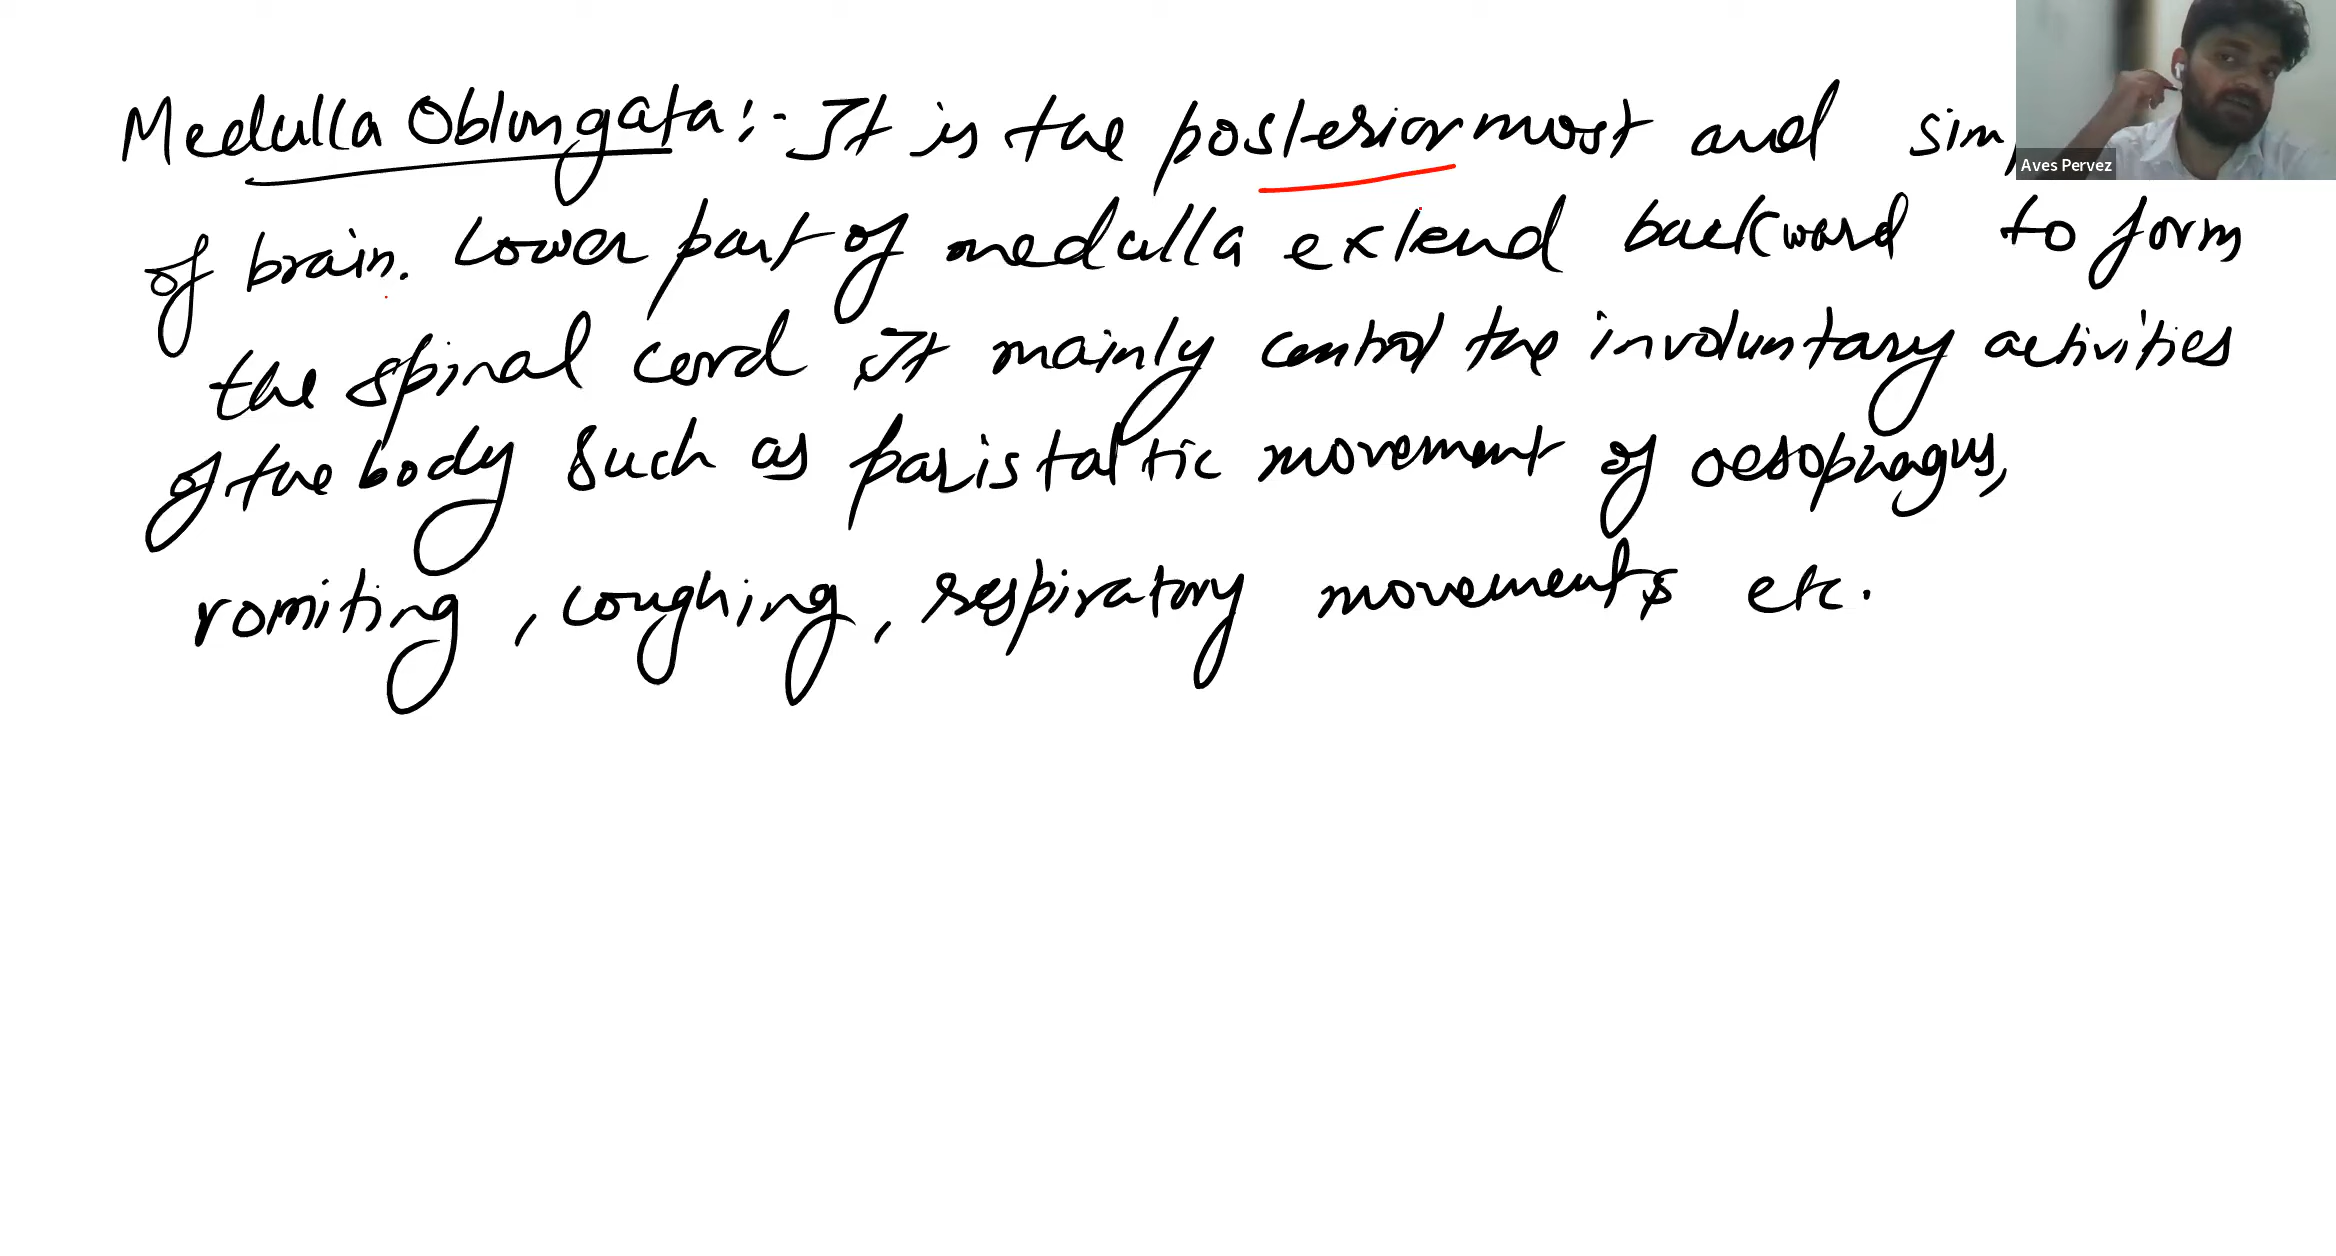 Medulla Oblongata :- It is the posterior most and sim
Aves Pervez
of brain. Lower part of medulla extend backward to form
the spinal cord. It mainly control the involuntary activities
of the body such as paristaltic movement of oesophagus,
vomiting, coughing, respiratory movements etc.